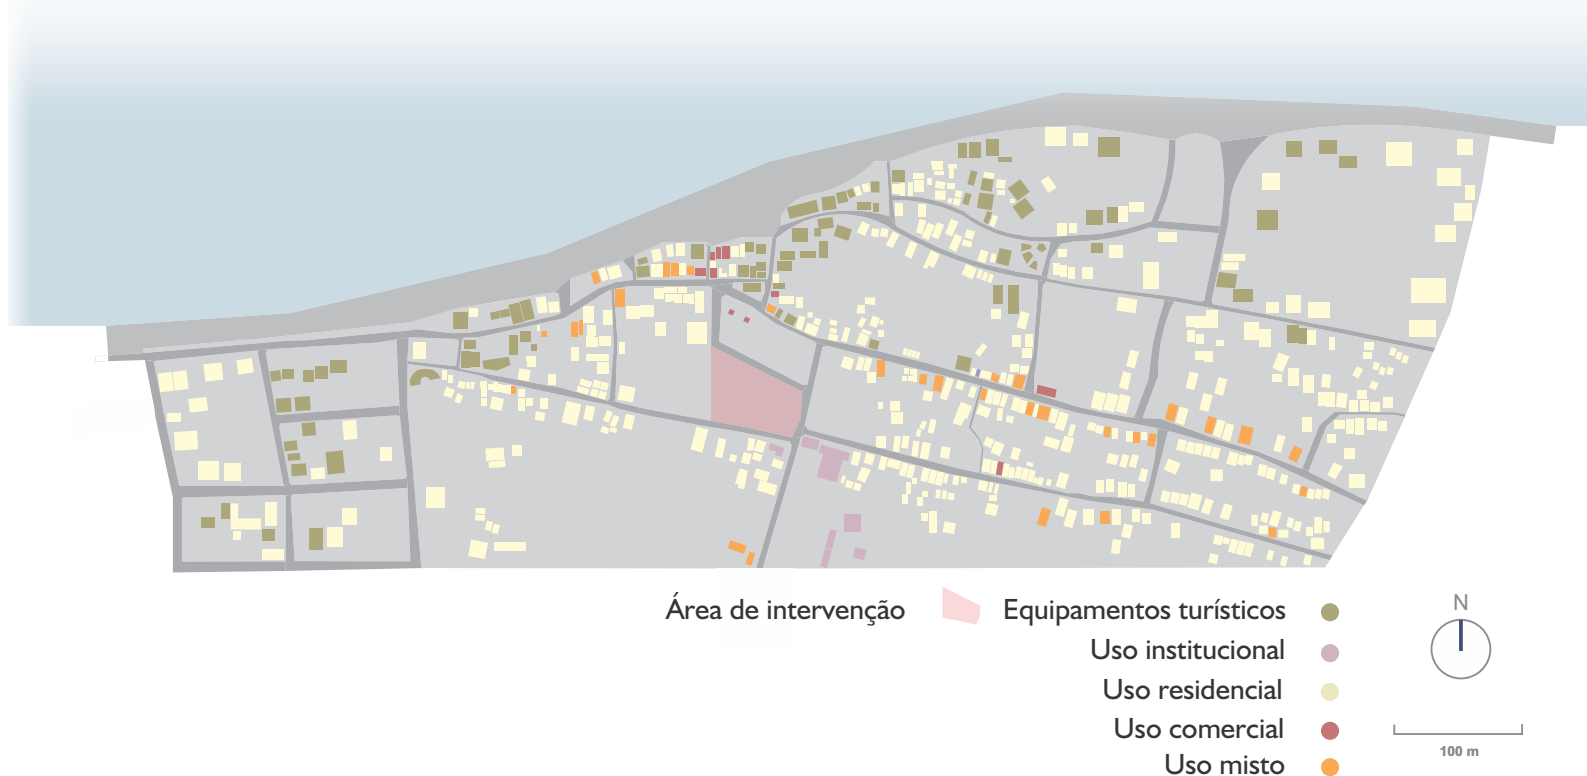 Área de intervenção
Equipamentos turísticos
Uso institucional
Uso residencial
Uso comercial
Uso misto
N
100 m